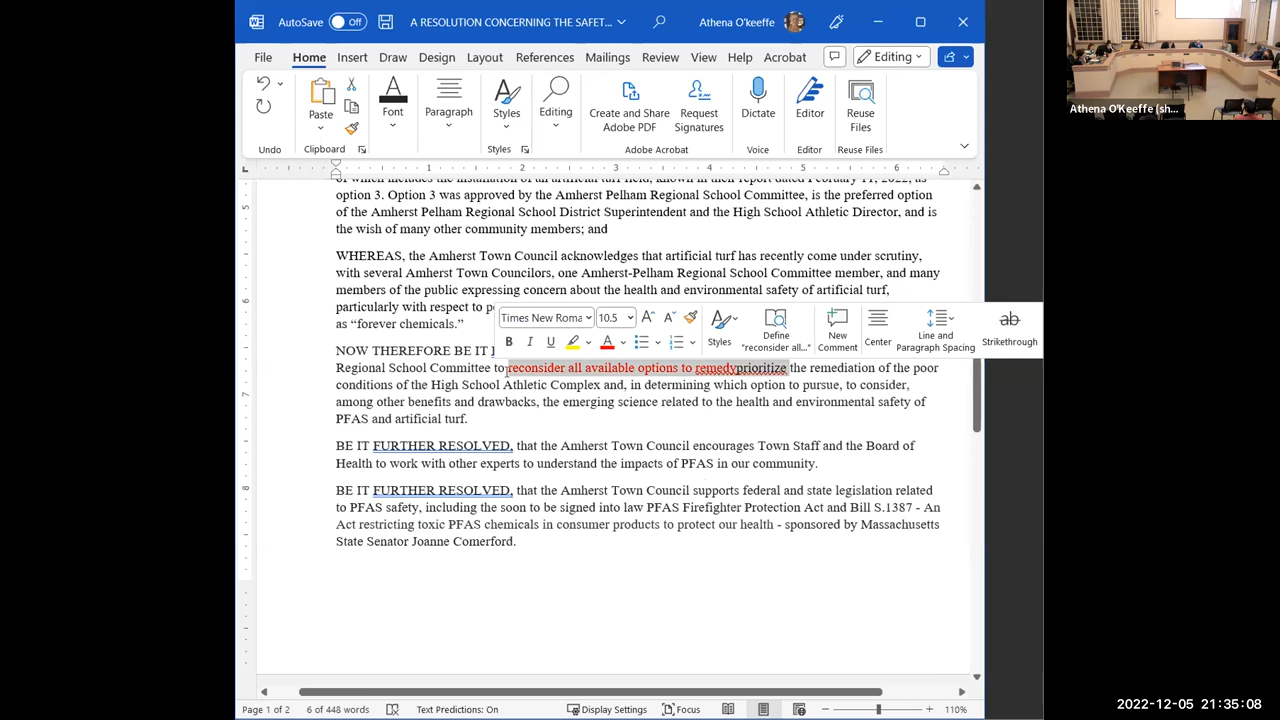 AutoSave Off A RESOLUTION CONCERNING THE SAFET... Athena O'keeffe
File Home Insert Draw Design Layout References Mailings Review View Help Acrobat Editing
Paste Font Paragraph Styles Editing Create and Share Adobe PDF Request Signatures Dictate Editor Reuse Files
Undo Clipboard Styles Adobe Acrobat Voice Editor Reuse Files
1 2 3 4 5 6
option 3. Option 3 was approved by the Amherst Pelham Regional School Committee, is the preferred option
of the Amherst Pelham Regional School District Superintendent and the High School Athletic Director, and is
the wish of many other community members; and
WHEREAS, the Amherst Town Council acknowledges that artificial turf has recently come under scrutiny,
with several Amherst Town Councilors, one Amherst-Pelham Regional School Committee member, and many
members of the public expressing concern about the health and environmental safety of artificial turf,
particularly with respect to
as “forever chemicals.”
Times New Roma 10.5
Styles Define "reconsider all..." New Comment Center Line and Paragraph Spacing Strikethrough
NOW THEREFORE BE IT
Regional School Committee to reconsider all available options to remedyprioritize the remediation of the poor
conditions of the High School Athletic Complex and, in determining which option to pursue, to consider,
among other benefits and drawbacks, the emerging science related to the health and environmental safety of
PFAS and artificial turf.
BE IT FURTHER RESOLVED, that the Amherst Town Council encourages Town Staff and the Board of
Health to work with other experts to understand the impacts of PFAS in our community.
BE IT FURTHER RESOLVED, that the Amherst Town Council supports federal and state legislation related
to PFAS safety, including the soon to be signed into law PFAS Firefighter Protection Act and Bill S.1387 - An
Act restricting toxic PFAS chemicals in consumer products to protect our health - sponsored by Massachusetts
State Senator Joanne Comerford.
Page 1 of 2 6 of 448 words Text Predictions: On Display Settings Focus 110%
Athena O'Keeffe (sh...
2022-12-05 21:35:08